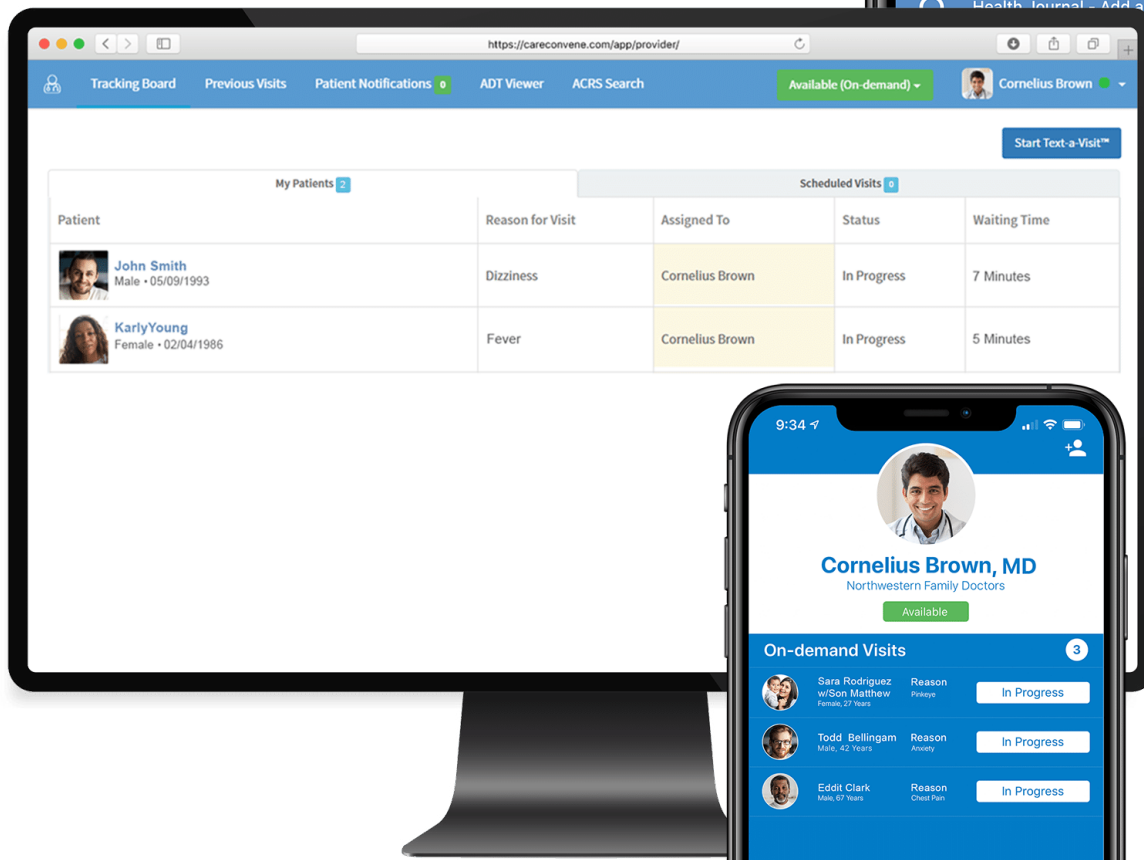 Health Journal - Add a
https://careconvene.com/app/provider/
Tracking Board Previous Visits Patient Notifications 0 ADT Viewer ACRS Search Available (On-demand) Cornelius Brown
Start Text-a-Visit™
My Patients 2 Scheduled Visits 0
Patient Reason for Visit Assigned To Status Waiting Time
John Smith
Male • 05/09/1993
Dizziness Cornelius Brown In Progress 7 Minutes
KarlyYoung
Female • 02/04/1986
Fever Cornelius Brown In Progress 5 Minutes
9:34
Cornelius Brown, MD
Northwestern Family Doctors
Available
On-demand Visits 3
Sara Rodriguez Reason
w/Son Matthew Pinkeye In Progress
Female, 27 Years
Todd Bellingam Reason In Progress
Male, 42 Years Anxiety
Eddit Clark Reason In Progress
Male, 67 Years Chest Pain